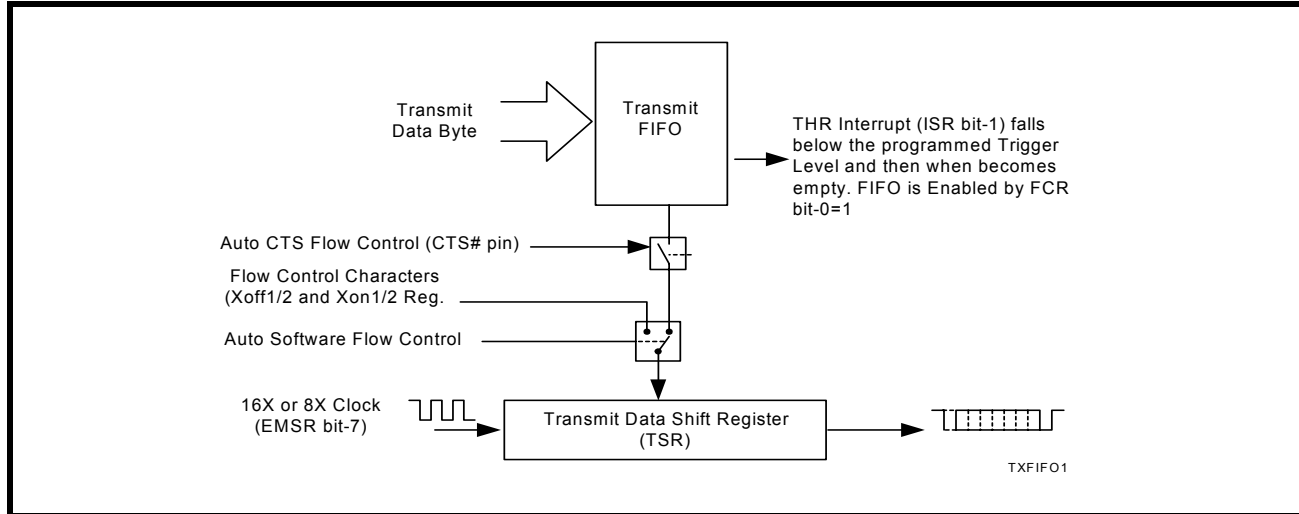 Transmit
Data Byte
Transmit
FIFO
THR Interrupt (ISR bit-1) falls
below the programmed Trigger
Level and then when becomes
empty. FIFO is Enabled by FCR
bit-0=1
Auto CTS Flow Control (CTS# pin)
Flow Control Characters
(Xoff1/2 and Xon1/2 Reg.
Auto Software Flow Control
16X or 8X Clock
(EMSR bit-7)
Transmit Data Shift Register
(TSR)
TXFIFO1